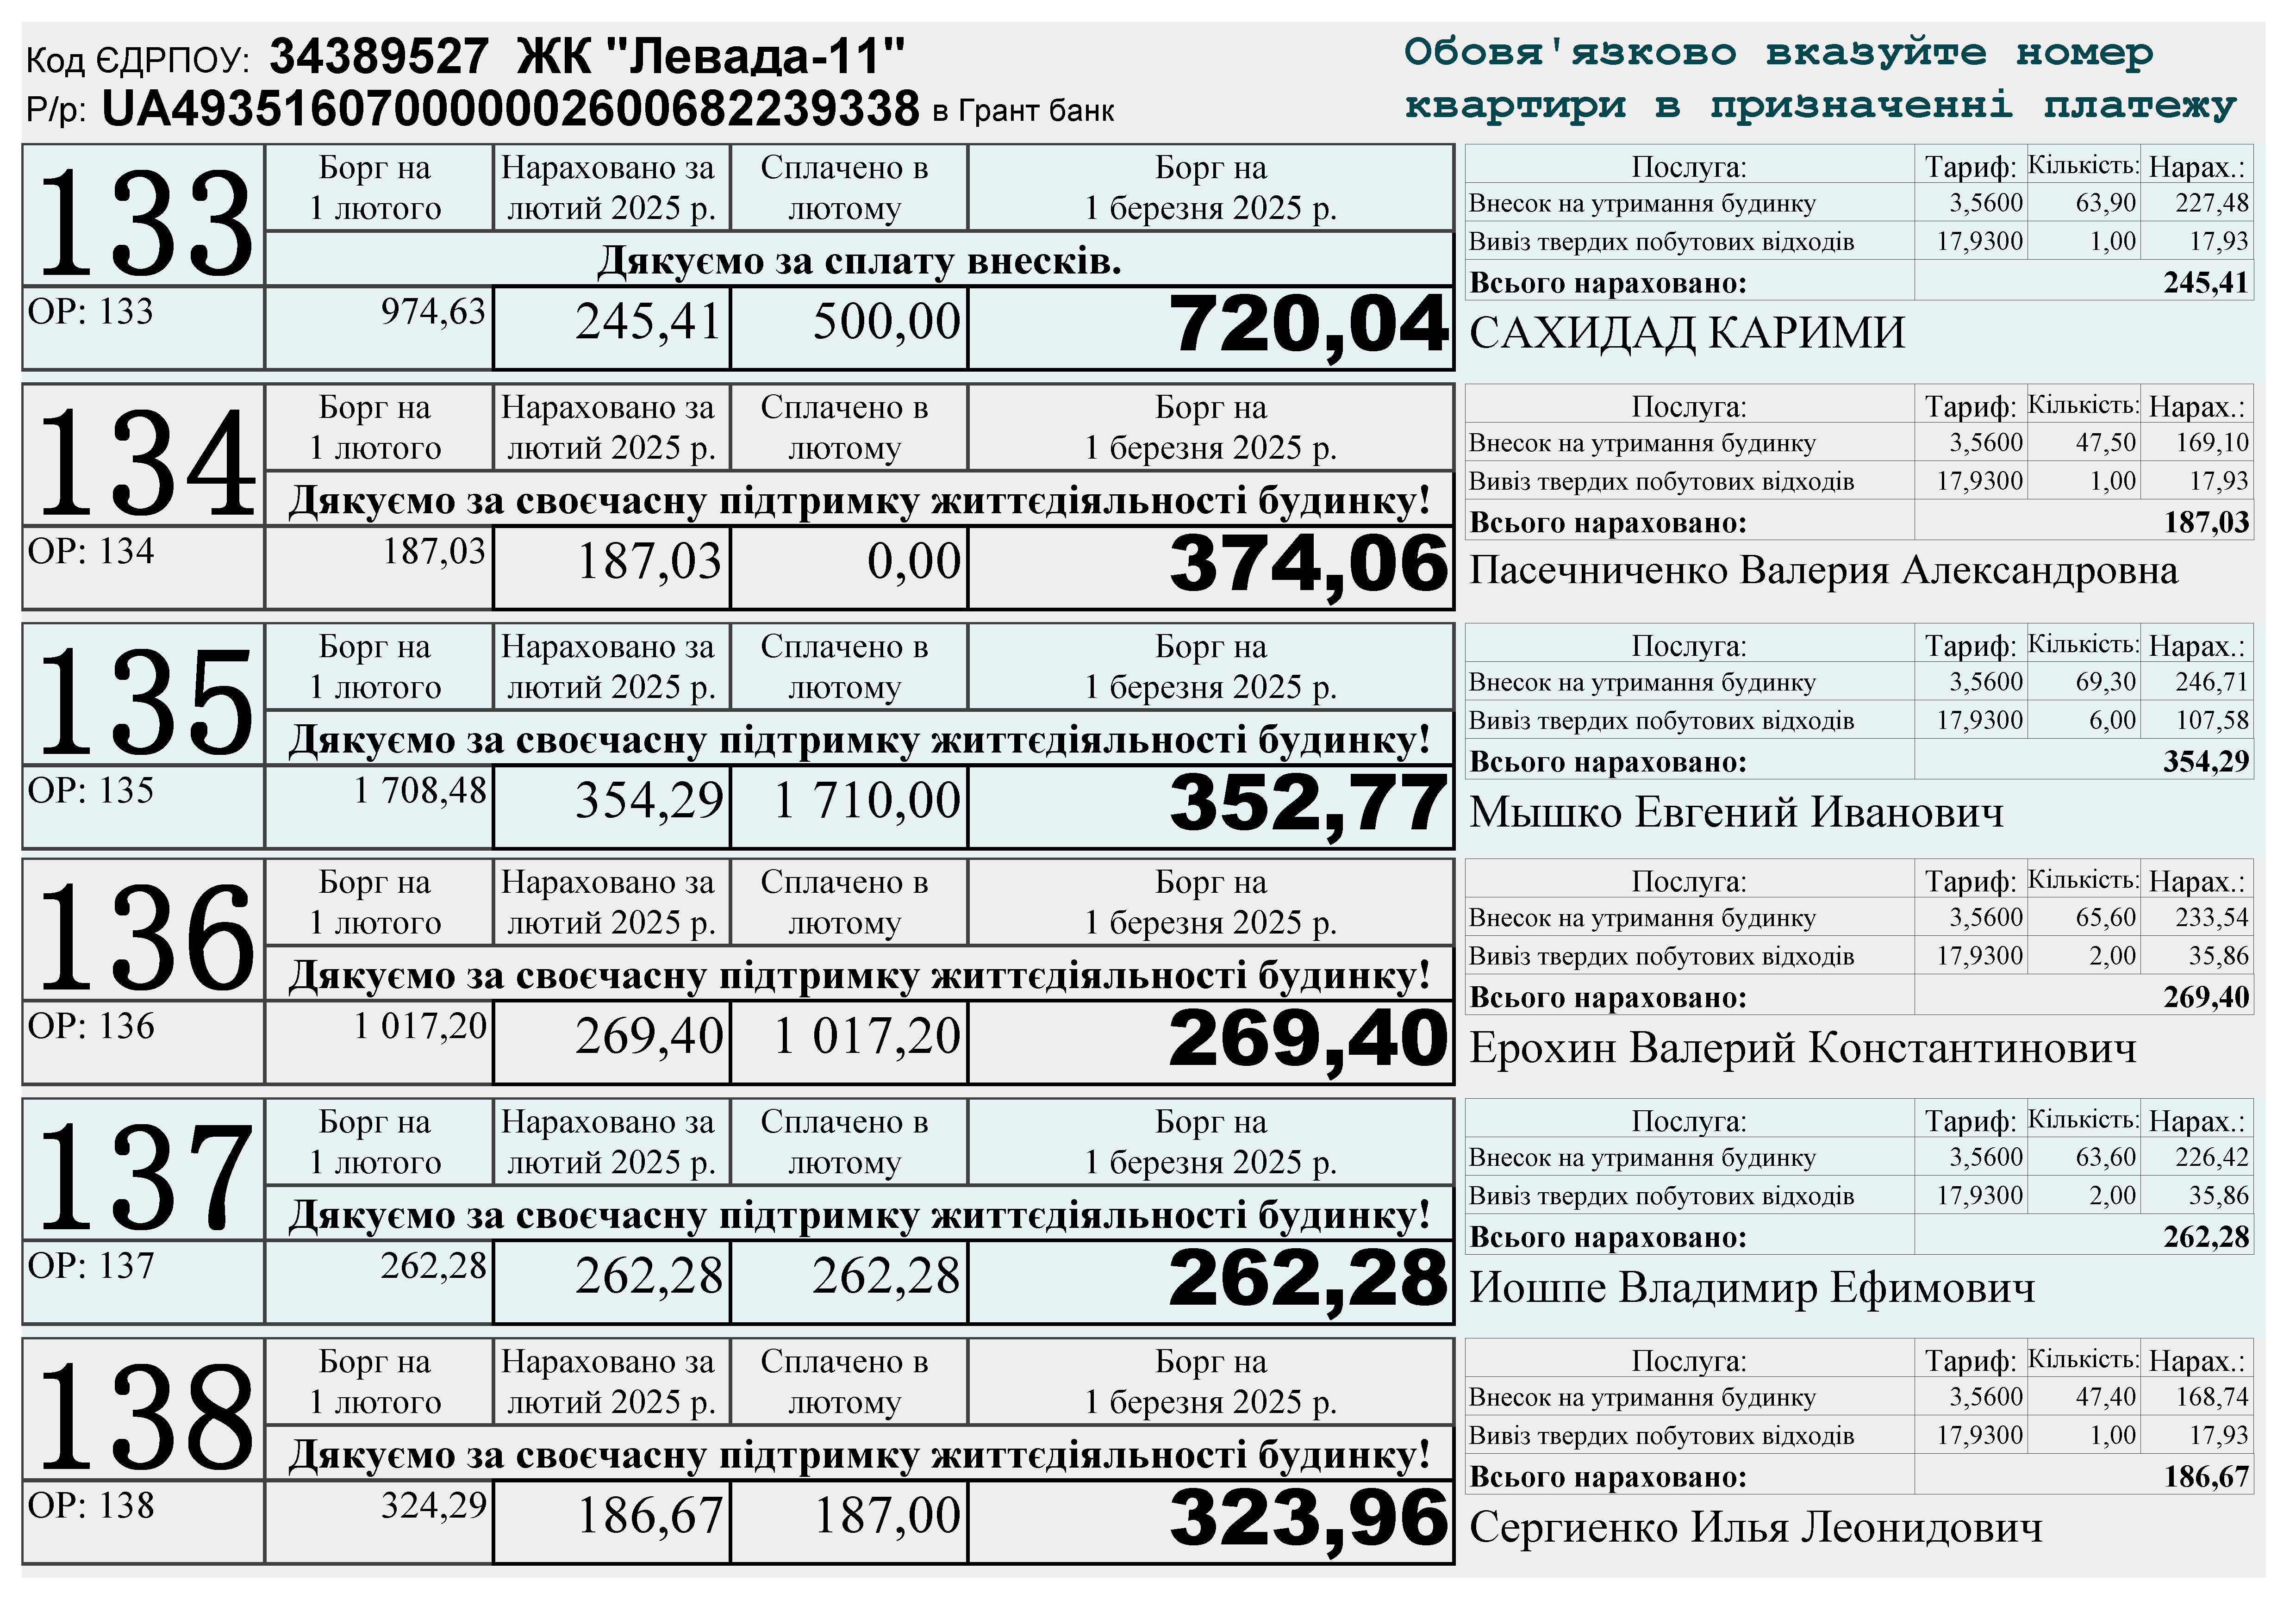 Код ЄДРПОУ: 34389527 ЖК "Левада-11"
Р/р: UA493516070000002600682239338 в Грант банк
Обовя'язково вказуйте номер
квартири в призначенні платежу
133
Борг на 1 лютого
Нараховано за лютий 2025 р.
Сплачено в лютому
Борг на 1 березня 2025 р.
Дякуємо за сплату внесків.
ОР: 133 974,63 245,41 500,00 720,04
Послуга: Тариф: Кількість: Нарах.:
Внесок на утримання будинку 3,5600 63,90 227,48
Вивіз твердих побутових відходів 17,9300 1,00 17,93
Всього нараховано: 245,41
САХИДАД КАРИМИ
134
Борг на 1 лютого
Нараховано за лютий 2025 р.
Сплачено в лютому
Борг на 1 березня 2025 р.
Дякуємо за своєчасну підтримку життєдіяльності будинку!
ОР: 134 187,03 187,03 0,00 374,06
Послуга: Тариф: Кількість: Нарах.:
Внесок на утримання будинку 3,5600 47,50 169,10
Вивіз твердих побутових відходів 17,9300 1,00 17,93
Всього нараховано: 187,03
Пасечниченко Валерия Александровна
135
Борг на 1 лютого
Нараховано за лютий 2025 р.
Сплачено в лютому
Борг на 1 березня 2025 р.
Дякуємо за своєчасну підтримку життєдіяльності будинку!
ОР: 135 1 708,48 354,29 1 710,00 352,77
Послуга: Тариф: Кількість: Нарах.:
Внесок на утримання будинку 3,5600 69,30 246,71
Вивіз твердих побутових відходів 17,9300 6,00 107,58
Всього нараховано: 354,29
Мышко Евгений Иванович
136
Борг на 1 лютого
Нараховано за лютий 2025 р.
Сплачено в лютому
Борг на 1 березня 2025 р.
Дякуємо за своєчасну підтримку життєдіяльності будинку!
ОР: 136 1 017,20 269,40 1 017,20 269,40
Послуга: Тариф: Кількість: Нарах.:
Внесок на утримання будинку 3,5600 65,60 233,54
Вивіз твердих побутових відходів 17,9300 2,00 35,86
Всього нараховано: 269,40
Ерохин Валерий Константинович
137
Борг на 1 лютого
Нараховано за лютий 2025 р.
Сплачено в лютому
Борг на 1 березня 2025 р.
Дякуємо за своєчасну підтримку життєдіяльності будинку!
ОР: 137 262,28 262,28 262,28 262,28
Послуга: Тариф: Кількість: Нарах.:
Внесок на утримання будинку 3,5600 63,60 226,42
Вивіз твердих побутових відходів 17,9300 2,00 35,86
Всього нараховано: 262,28
Иошпе Владимир Ефимович
138
Борг на 1 лютого
Нараховано за лютий 2025 р.
Сплачено в лютому
Борг на 1 березня 2025 р.
Дякуємо за своєчасну підтримку життєдіяльності будинку!
ОР: 138 324,29 186,67 187,00 323,96
Послуга: Тариф: Кількість: Нарах.:
Внесок на утримання будинку 3,5600 47,40 168,74
Вивіз твердих побутових відходів 17,9300 1,00 17,93
Всього нараховано: 186,67
Сергиенко Илья Леонидович